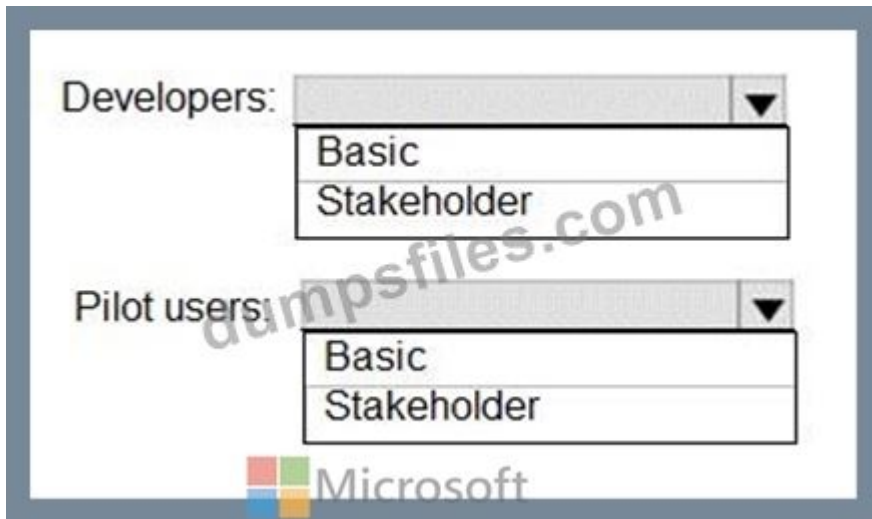 Developers:
Basic
Stakeholder
dumpsfiles.com
Pilot users:
Basic
Stakeholder
Microsoft